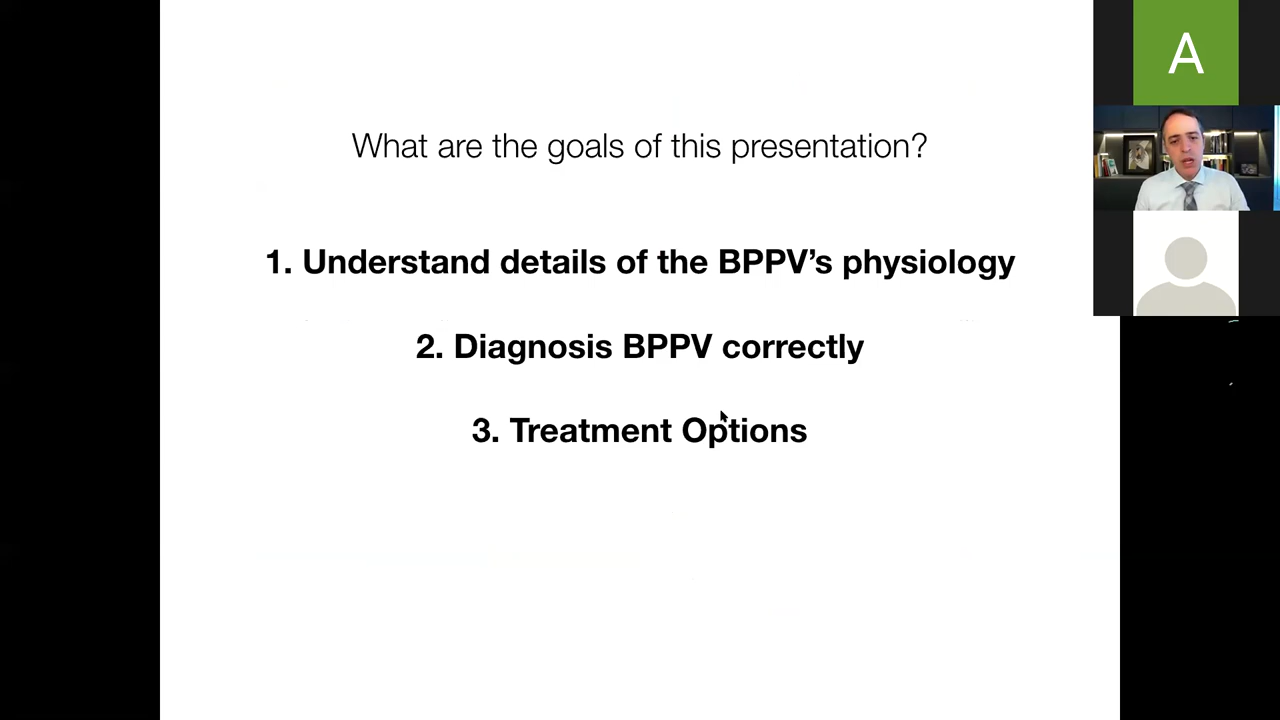 What are the goals of this presentation?
1. Understand details of the BPPV’s physiology
2. Diagnosis BPPV correctly
3. Treatment Options
A